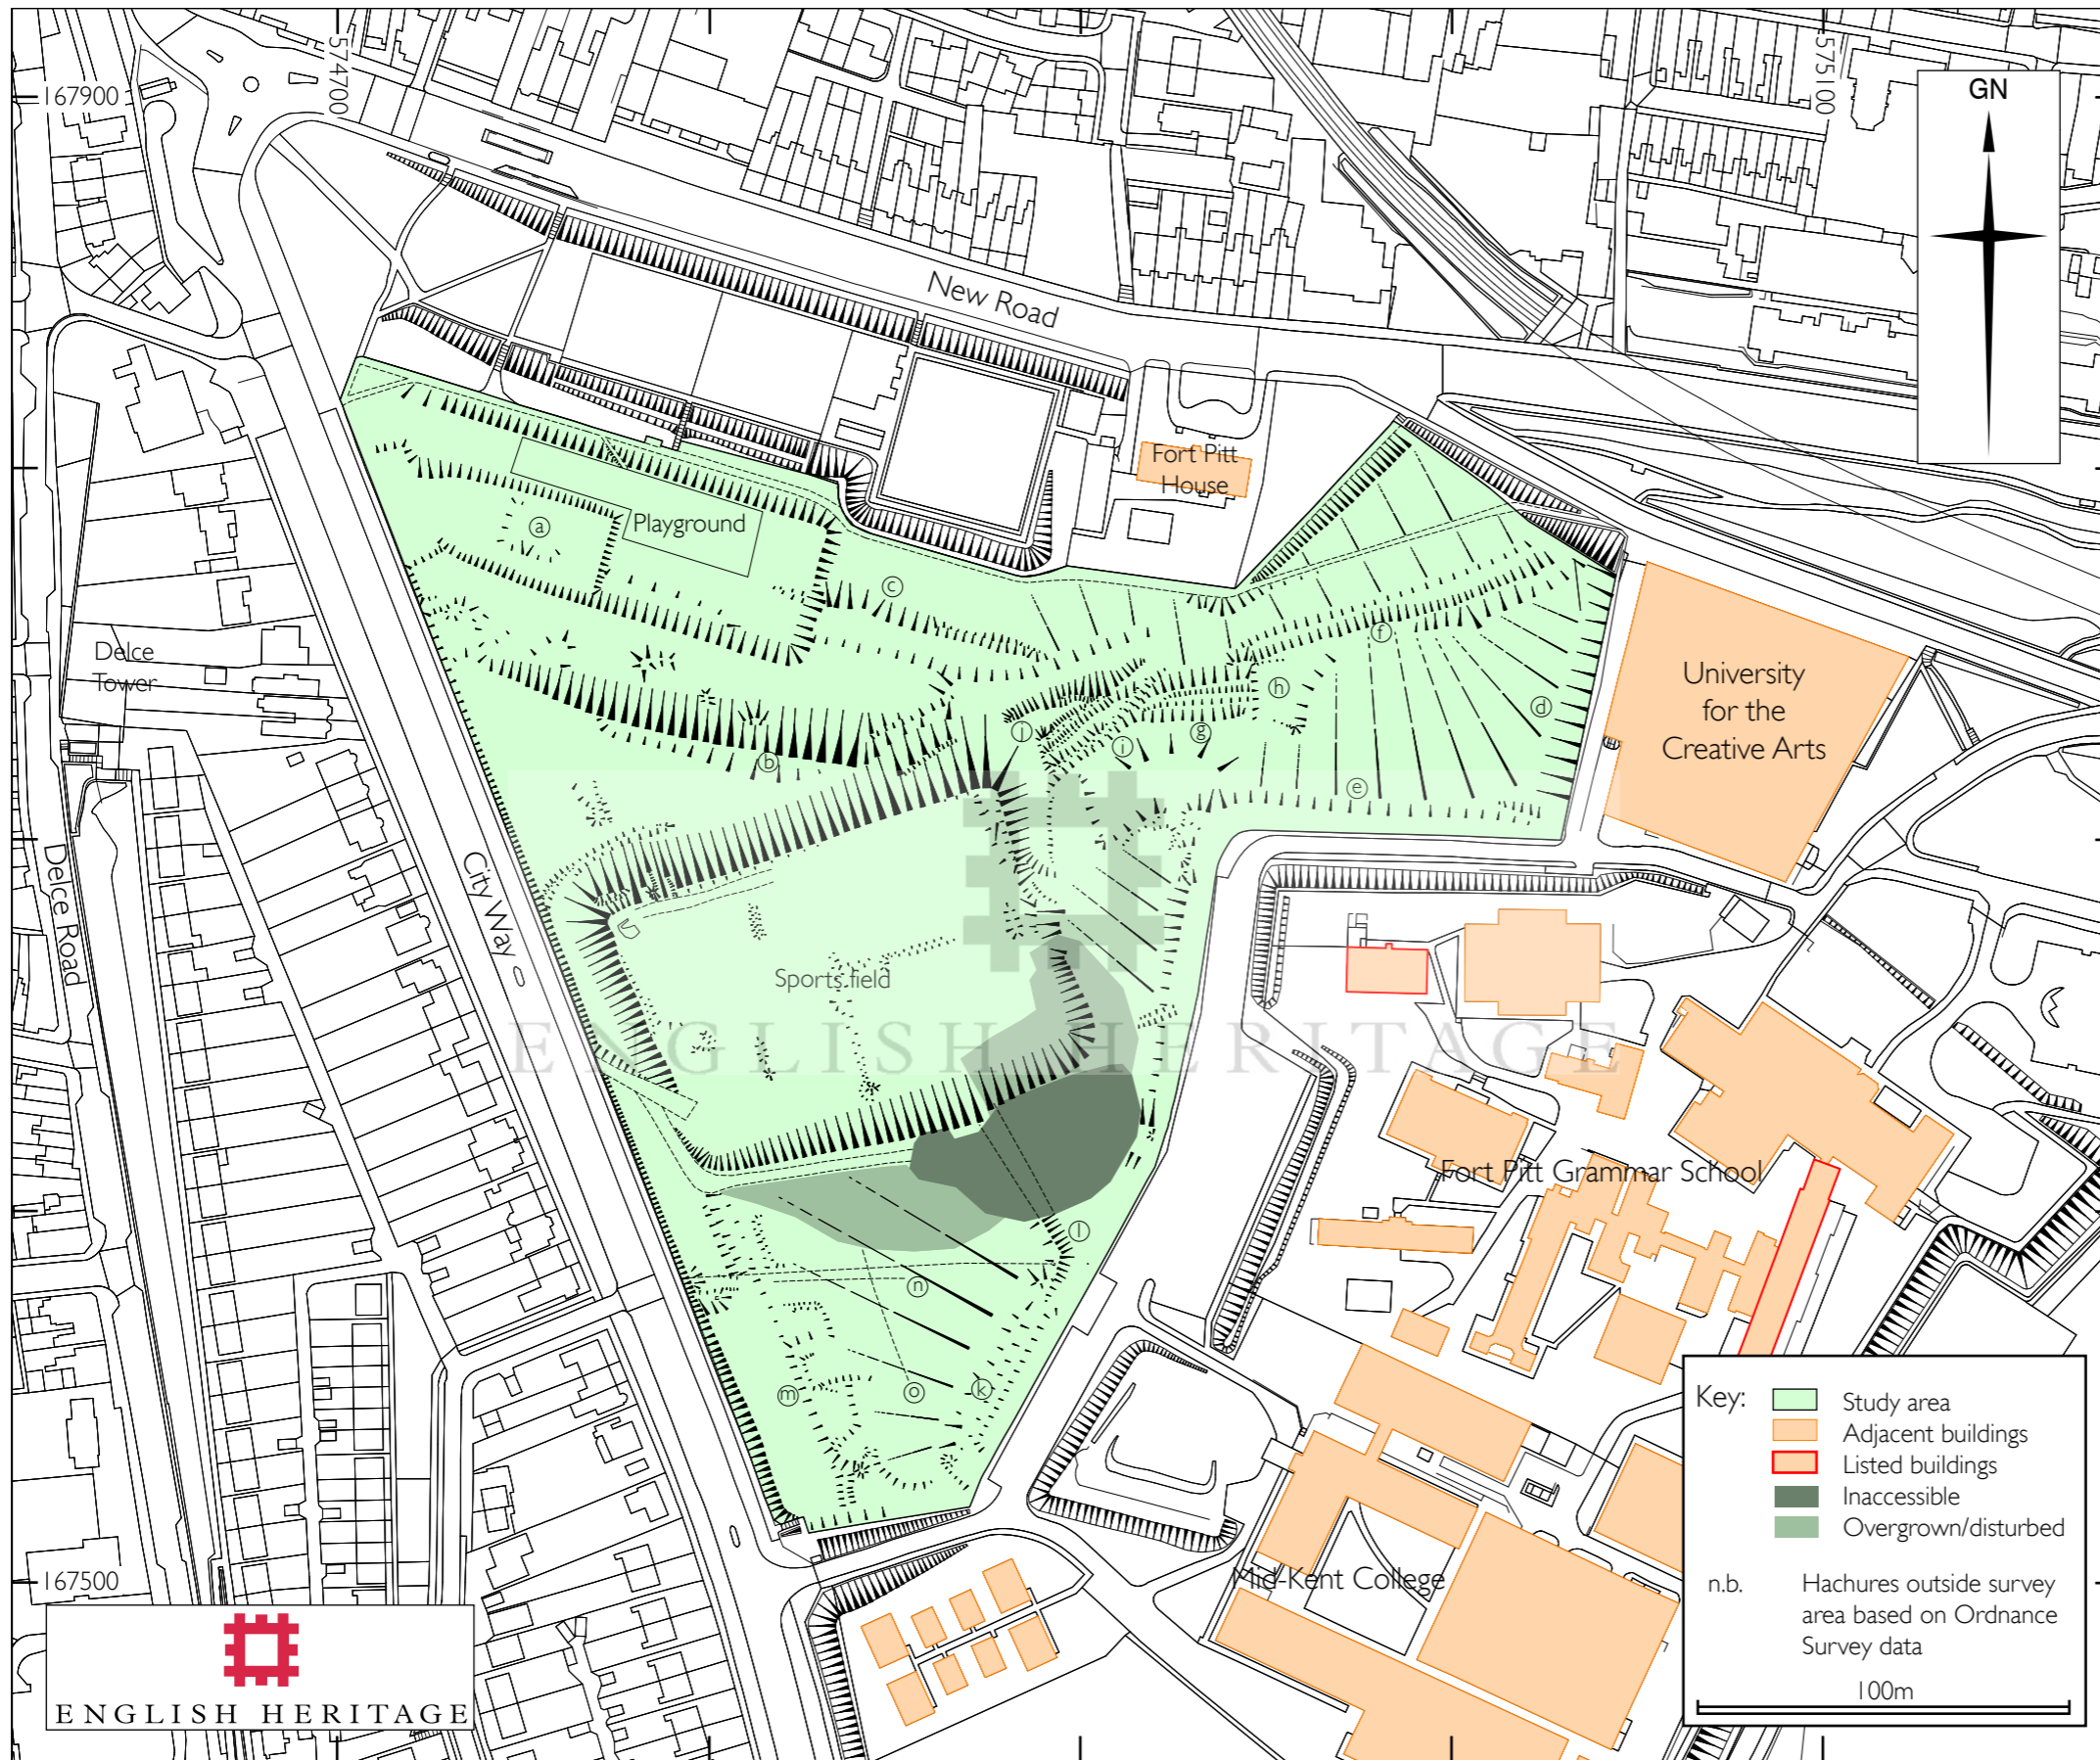 574700
575100
167900
GN
New Road
Fort Pitt
House
a
Playground
c
f
Delce
Tower
University
for the
Creative Arts
h
d
j
g
i
b
e
City Way
Delce Road
Sports field
ENGLISH HERITAGE
Fort Pitt Grammar School
l
n
m
o
k
Key:
Study area
Adjacent buildings
Listed buildings
Inaccessible
Overgrown/disturbed
n.b.
Hachures outside survey
area based on Ordnance
Survey data
100m
167500
Mid-Kent College
ENGLISH HERITAGE